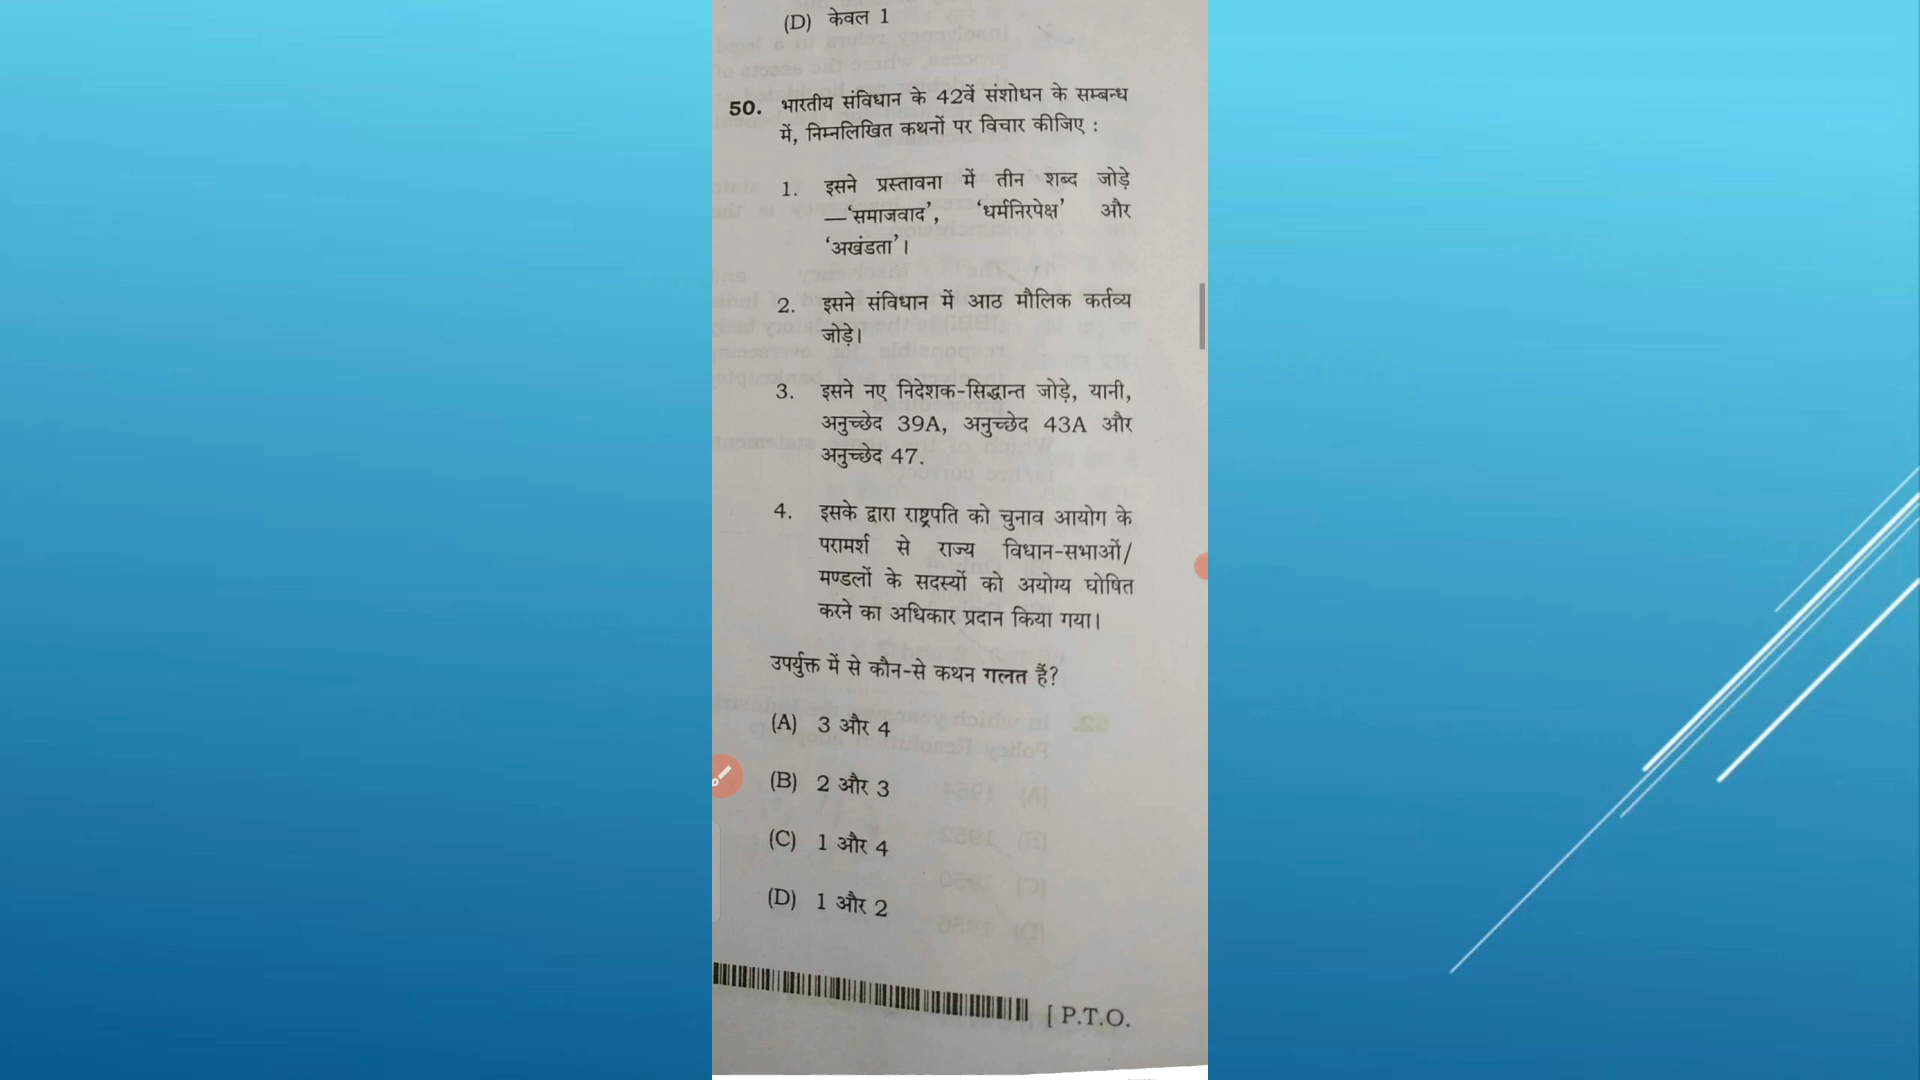 (D) केवल 1
50. भारतीय संविधान के 42वें संशोधन के सम्बन्ध
में, निम्नलिखित कथनों पर विचार कीजिए :
1. इसने प्रस्तावना में तीन शब्द जोड़े
—‘समाजवाद’, ‘धर्मनिरपेक्ष’ और
‘अखंडता’।
2. इसने संविधान में आठ मौलिक कर्तव्य
जोड़े।
3. इसने नए निदेशक-सिद्धान्त जोड़े, यानी,
अनुच्छेद 39A, अनुच्छेद 43A और
अनुच्छेद 47.
4. इसके द्वारा राष्ट्रपति को चुनाव आयोग के
परामर्श से राज्य विधान-सभाओं/
मण्डलों के सदस्यों को अयोग्य घोषित
करने का अधिकार प्रदान किया गया।
उपर्युक्त में से कौन-से कथन गलत हैं?
(A) 3 और 4
(B) 2 और 3
(C) 1 और 4
(D) 1 और 2
[ P.T.O.